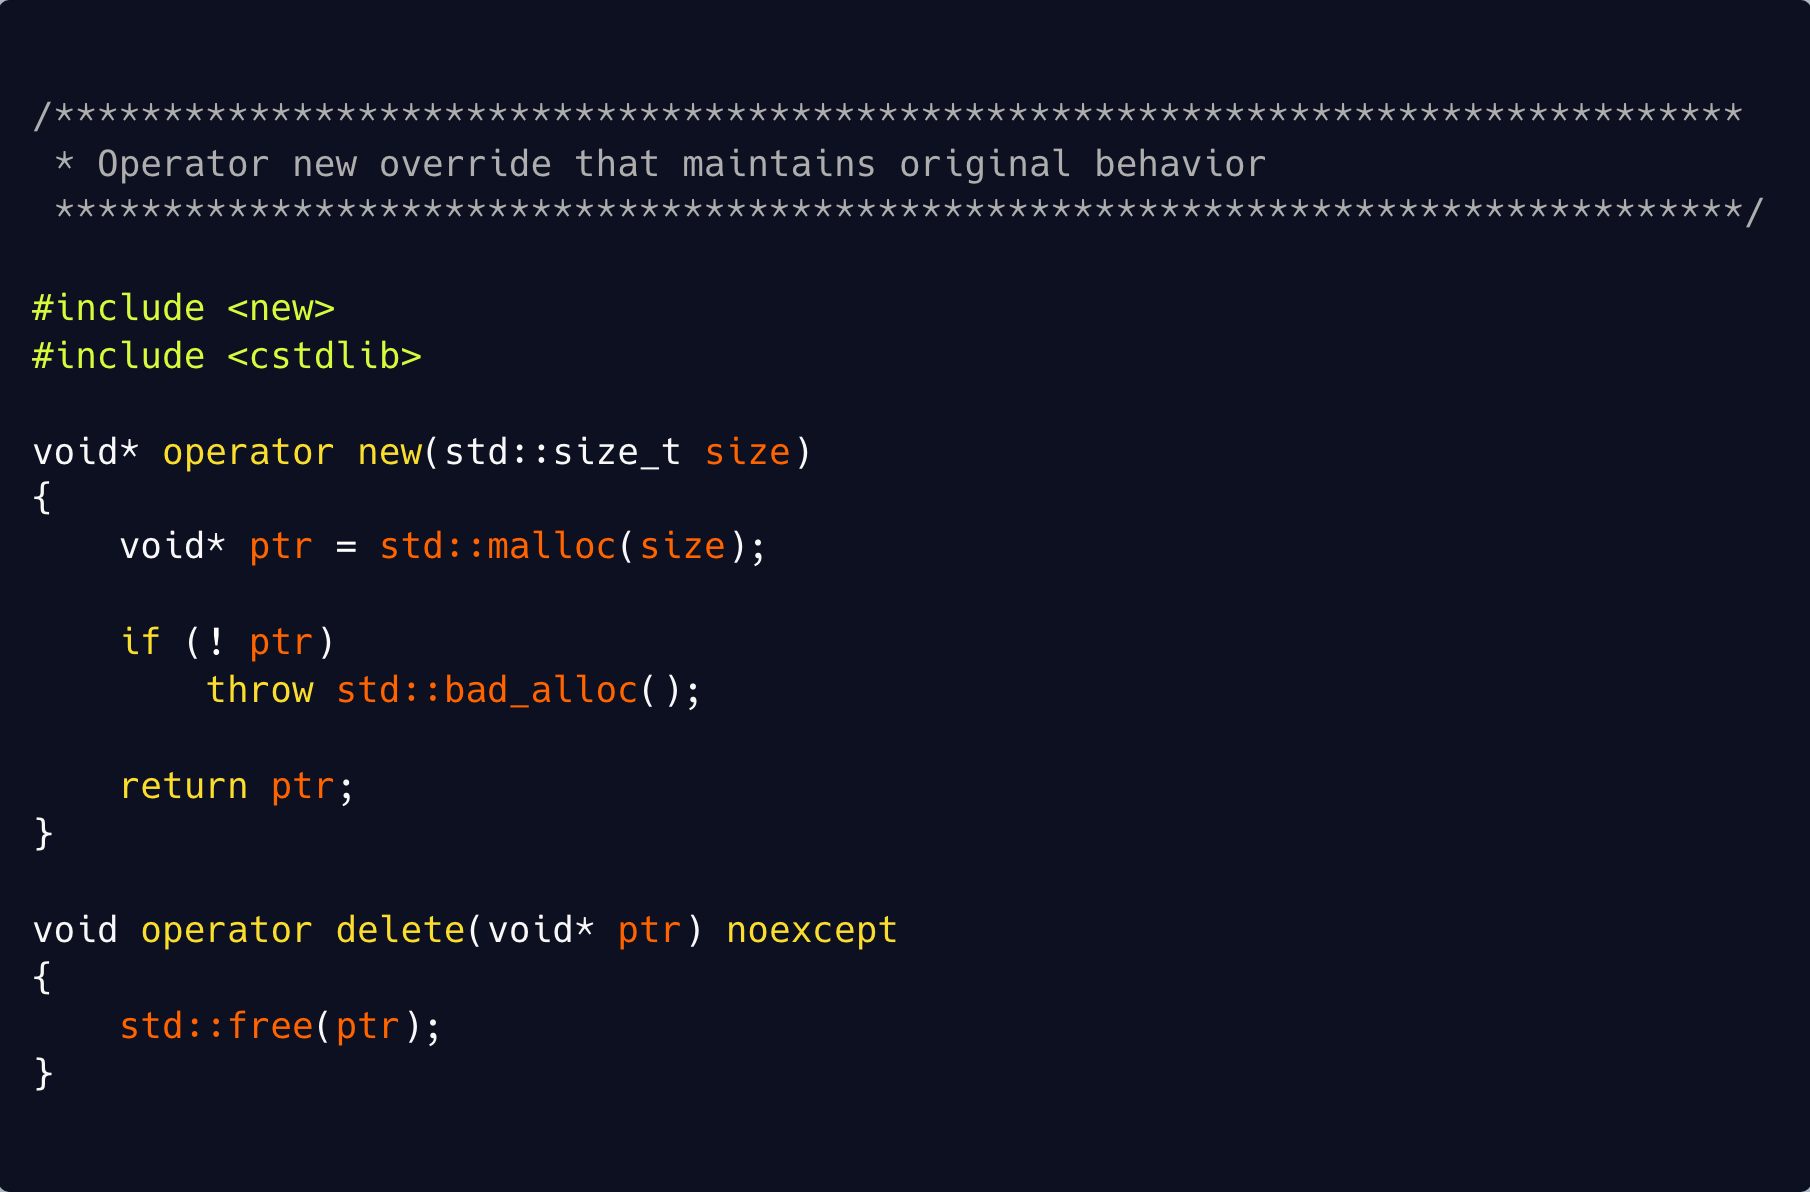 /******************************************************************************
 * Operator new override that maintains original behavior
 ******************************************************************************/
#include <new>
#include <cstdlib>
void* operator new(std::size_t size)
{
    void* ptr = std::malloc(size);
    if (! ptr)
        throw std::bad_alloc();
    return ptr;
}
void operator delete(void* ptr) noexcept
{
    std::free(ptr);
}